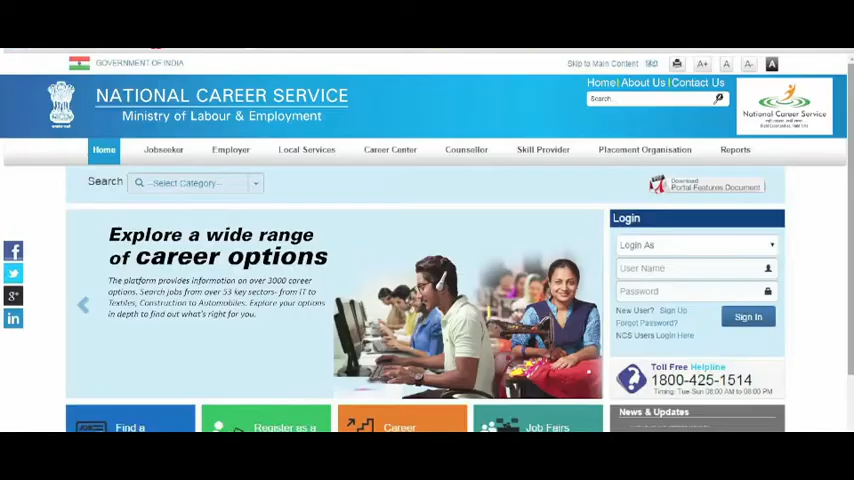 GOVERNMENT OF INDIA
Skip to Main Content
A+
A
A-
A
NATIONAL CAREER SERVICE
Ministry of Labour & Employment
Home| About Us |Contact Us
Search...
National Career Service
Home
Jobseeker
Employer
Local Services
Career Center
Counsellor
Skill Provider
Placement Organisation
Reports
Search
--Select Category--
Download
Portal Features Document
Explore a wide range
of career options
The platform provides information on over 3000 career
options. Search jobs from over 53 key sectors- from IT to
Textiles, Construction to Automobiles. Explore your options
in depth to find out what's right for you.
Login
Login As
User Name
Password
New User? Sign Up
Forgot Password?
NCS Users Login Here
Sign In
Toll Free Helpline
1800-425-1514
Timing: Tue-Sun 08:00 AM to 08:00 PM
News & Updates
Find a
Register as a
Career
Job Fairs